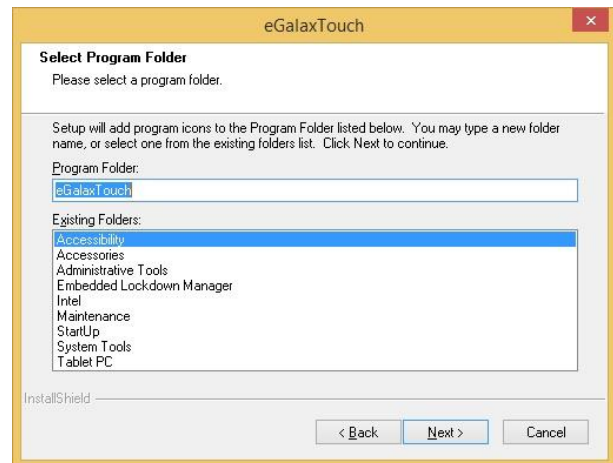 eGalaxTouch
Select Program Folder
Please select a program folder.
Setup will add program icons to the Program Folder listed below. You may type a new folder
name, or select one from the existing folders list. Click Next to continue.
Program Folder:
eGalaxTouch
Existing Folders:
Accessibility
Accessories
Administrative Tools
Embedded Lockdown Manager
Intel
Maintenance
StartUp
System Tools
Tablet PC
InstallShield
< Back Next > Cancel